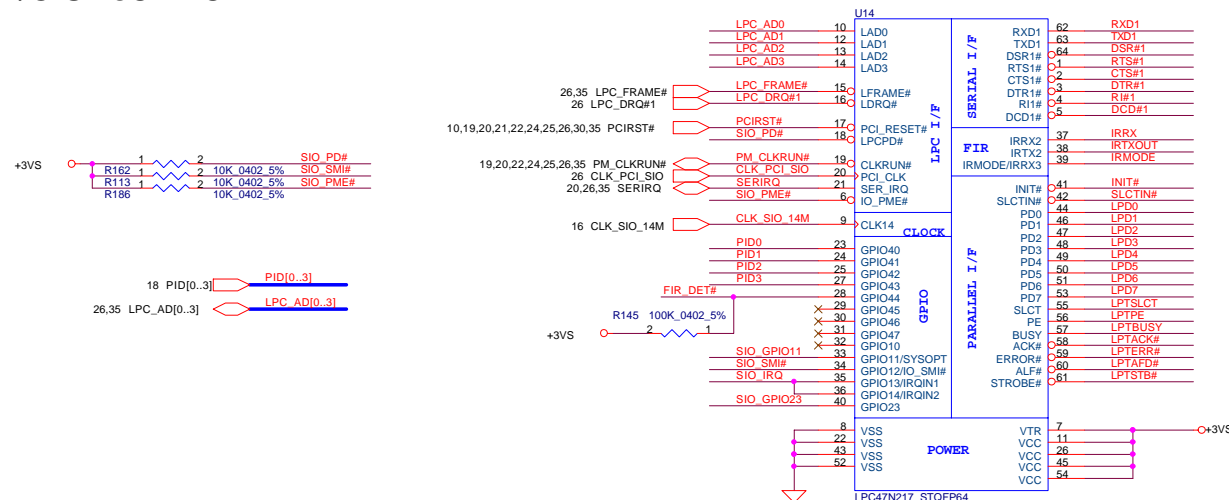 U14
LPC_AD0 10 LAD0
LPC_AD1 12 LAD1
LPC_AD2 13 LAD2
LPC_AD3 14 LAD3
26,35 LPC_FRAME# LPC_FRAME# 15 LFRAME#
26 LPC_DRQ#1 LPC_DRQ#1 16 LDRQ#
10,19,20,21,22,24,25,26,30,35 PCIRST# PCIRST# 17 PCI_RESET#
SIO_PD# 18 LPCPD#
19,20,22,24,25,26,35 PM_CLKRUN# PM_CLKRUN# 19 CLKRUN#
26 CLK_PCI_SIO CLK_PCI_SIO 20 PCI_CLK
20,26,35 SERIRQ SERIRQ 21 SER_IRQ
SIO_PME# 6 IO_PME#
16 CLK_SIO_14M CLK_SIO_14M 9 CLK14
PID0 23 GPIO40
PID1 24 GPIO41
PID2 25 GPIO42
PID3 27 GPIO43
FIR_DET# 28 GPIO44
29 GPIO45
30 GPIO46
31 GPIO47
32 GPIO10
SIO_GPIO11 33 GPIO11/SYSOPT
SIO_SMI# 34 GPIO12/IO_SMI#
SIO_IRQ 35 GPIO13/IRQIN1
36 GPIO14/IRQIN2
SIO_GPIO23 40 GPIO23
8 VSS
22 VSS
43 VSS
52 VSS
LPC I/F
CLOCK
GPIO
SERIAL I/F
FIR
PARALLEL I/F
POWER
RXD1 62 RXD1
TXD1 63 TXD1
DSR1# 64 DSR#1
RTS1# 1 RTS#1
CTS1# 2 CTS#1
DTR1# 3 DTR#1
RI1# 4 RI#1
DCD1# 5 DCD#1
IRRX2 37 IRRX
IRTX2 38 IRTXOUT
IRMODE/IRRX3 39 IRMODE
INIT# 41 INIT#
SLCTIN# 42 SLCTIN#
PD0 44 LPD0
PD1 46 LPD1
PD2 47 LPD2
PD3 48 LPD3
PD4 49 LPD4
PD5 50 LPD5
PD6 51 LPD6
PD7 53 LPD7
SLCT 55 LPTSLCT
PE 56 LPTPE
BUSY 57 LPTBUSY
ACK# 58 LPTACK#
ERROR# 59 LPTERR#
ALF# 60 LPTAFD#
STROBE# 61 LPTSTB#
VTR 7 +3VS
VCC 11
VCC 26
VCC 45
VCC 54
LPC47N217_STQFP64
+3VS
1 2 SIO_PD#
R162 1 2 10K_0402_5% SIO_SMI#
R113 1 2 10K_0402_5% SIO_PME#
R186 10K_0402_5%
18 PID[0..3] PID[0..3]
26,35 LPC_AD[0..3] LPC_AD[0..3]
R145 100K_0402_5%
+3VS 2 1